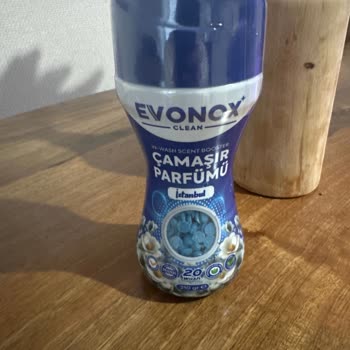 EVONOX+
CLEAN
IN-WASH SCENT BOOSTER
ÇAMAŞIR
PARFÜMÜ
İstanbul
20